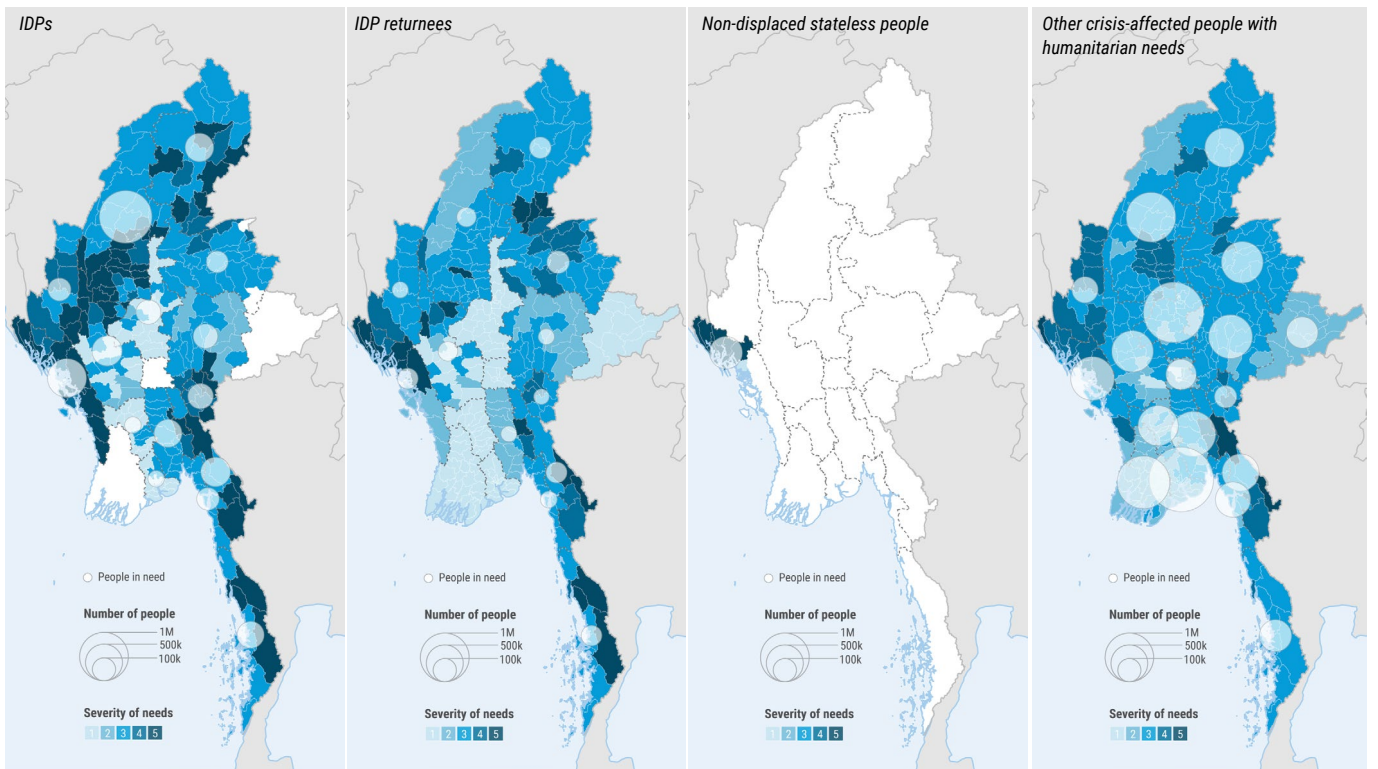 IDPs
IDP returnees
Non-displaced stateless people
Other crisis-affected people with
humanitarian needs
People in need
Number of people
1M
500k
100k
Severity of needs
1 2 3 4 5
People in need
Number of people
1M
500k
100k
Severity of needs
1 2 3 4 5
People in need
Number of people
1M
500k
100k
Severity of needs
1 2 3 4 5
People in need
Number of people
1M
500k
100k
Severity of needs
1 2 3 4 5